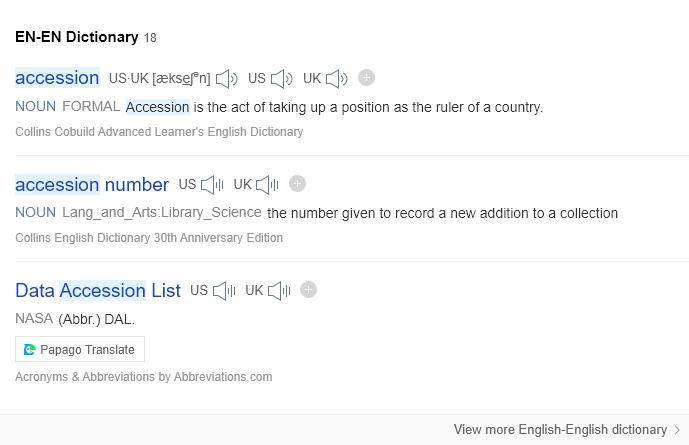 EN-EN Dictionary 18
accession US·UK [ækseʃᵊn] US UK
NOUN FORMAL Accession is the act of taking up a position as the ruler of a country.
Collins Cobuild Advanced Learner's English Dictionary
accession number US UK
NOUN Lang_and_Arts:Library_Science the number given to record a new addition to a collection
Collins English Dictionary 30th Anniversary Edition
Data Accession List US UK
NASA (Abbr.) DAL.
Papago Translate
Acronyms & Abbreviations by Abbreviations.com
View more English-English dictionary